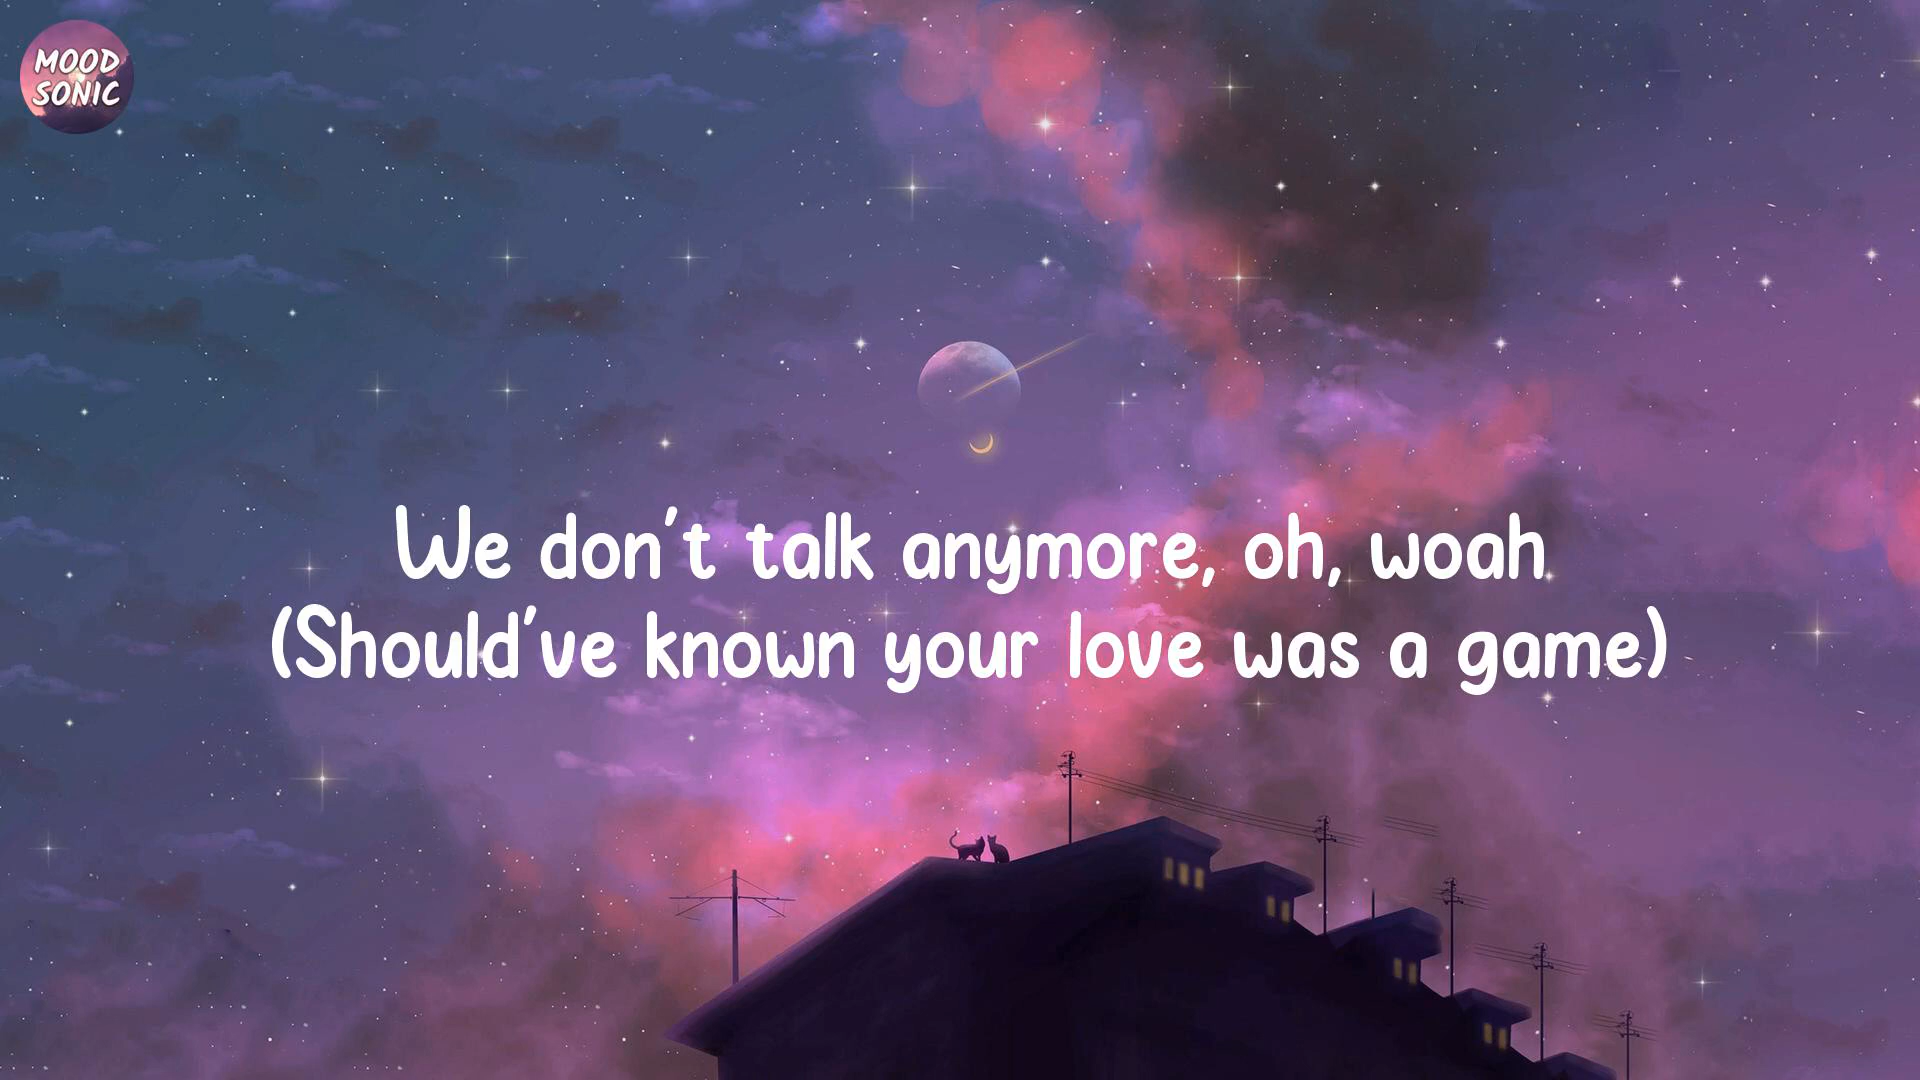 MOOD
SONIC
We don't talk anymore, oh, woah
(Should've known your love was a game)